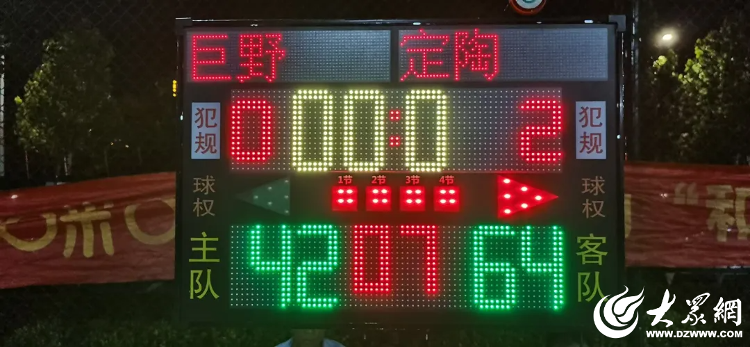 巨野 定陶
犯规 0 00:0 2 犯规
1节 2节 3节 4节
球权 球权
主队 42 07 64 客队
大眾網
WWW.DZWWW.COM